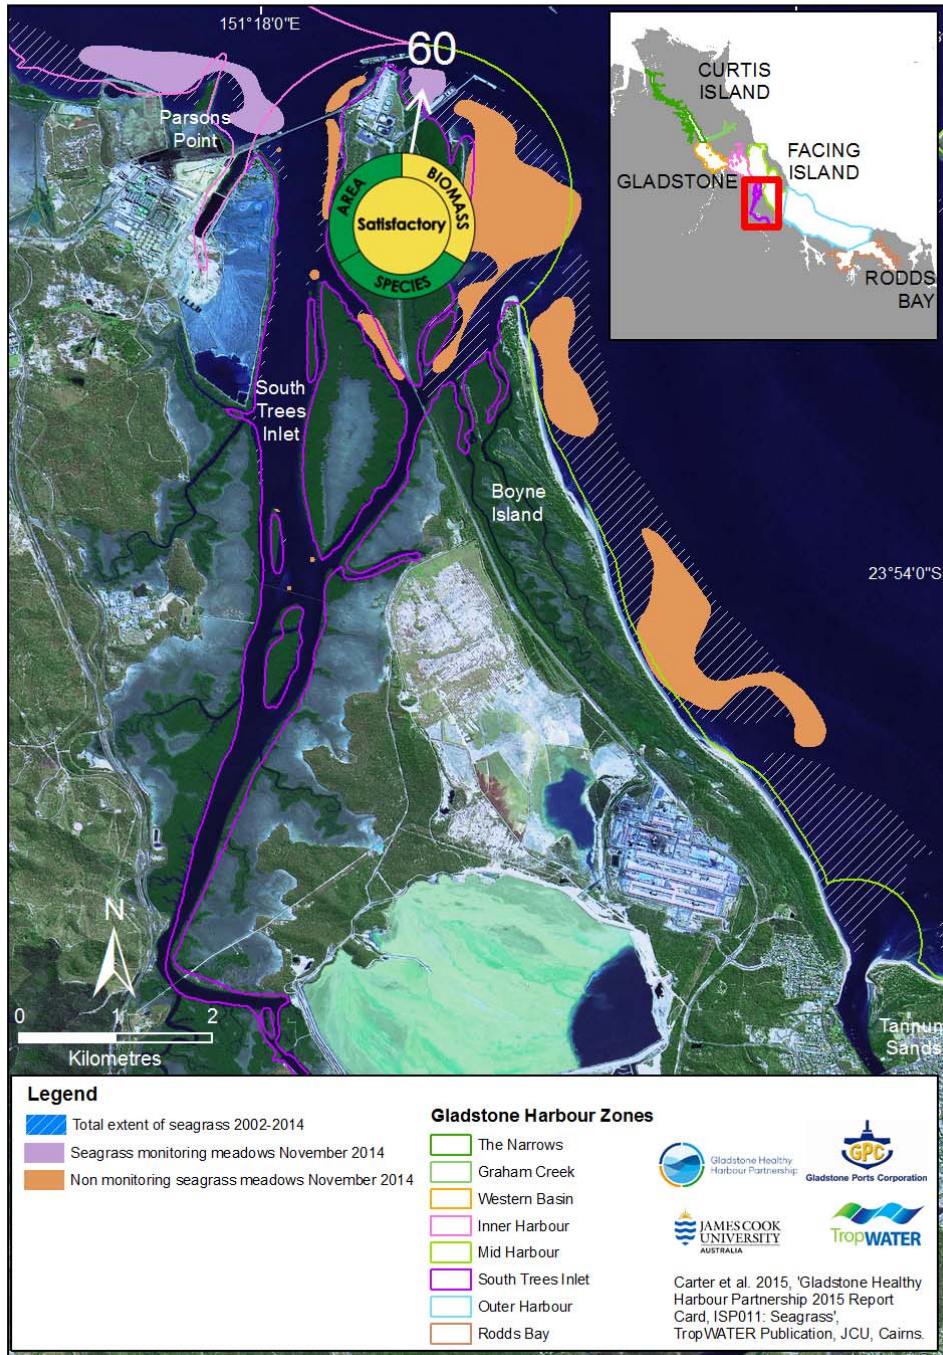 151°18'0"E
60
Parsons
Point
AREA
BIOMASS
Satisfactory
SPECIES
CURTIS
ISLAND
FACING
ISLAND
GLADSTONE
RODDS
BAY
South
Trees
Inlet
Boyne
Island
23°54'0"S
N
0 1 2
Kilometres
Tannum
Sands
Legend
Total extent of seagrass 2002-2014
Seagrass monitoring meadows November 2014
Non monitoring seagrass meadows November 2014
Gladstone Harbour Zones
The Narrows
Graham Creek
Western Basin
Inner Harbour
Mid Harbour
South Trees Inlet
Outer Harbour
Rodds Bay
Gladstone Healthy
Harbour Partnership
GPC
Gladstone Ports Corporation
JAMES COOK
UNIVERSITY
AUSTRALIA
TropWATER
Carter et al. 2015, 'Gladstone Healthy
Harbour Partnership 2015 Report
Card, ISP011: Seagrass',
TropWATER Publication, JCU, Cairns.